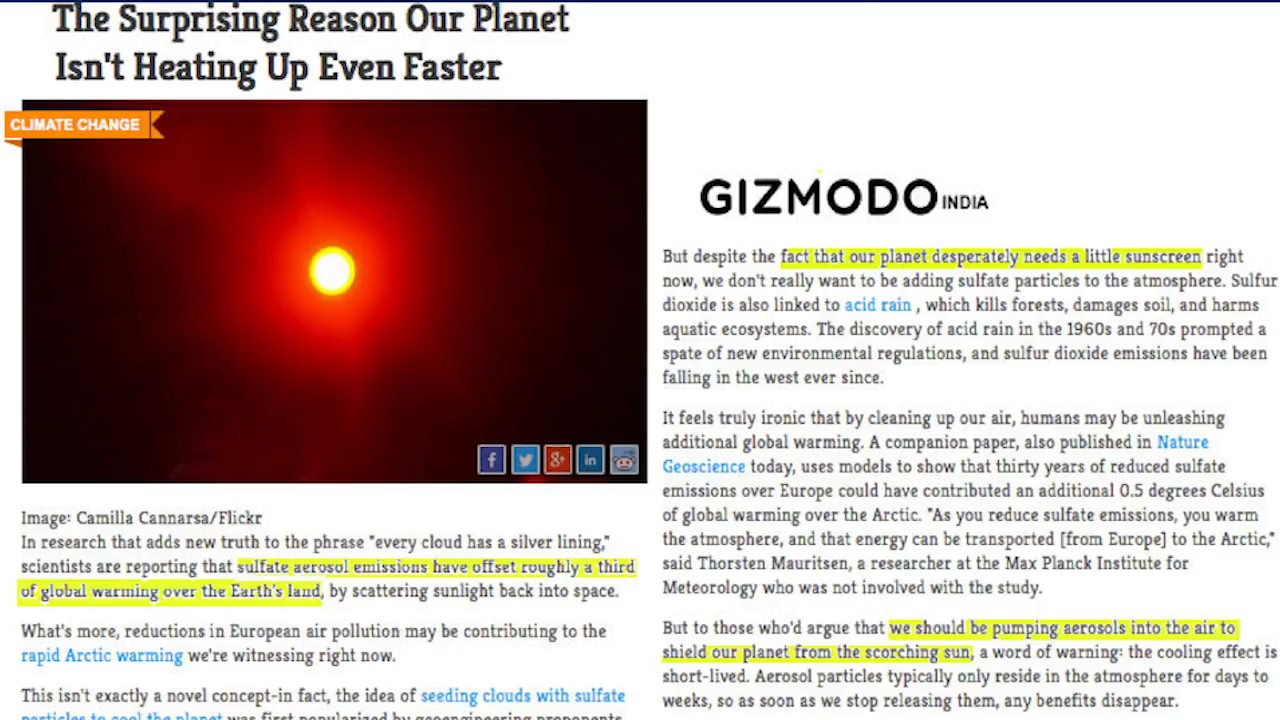 The Surprising Reason Our Planet
Isn't Heating Up Even Faster
CLIMATE CHANGE
Image: Camilla Cannarsa/Flickr
In research that adds new truth to the phrase "every cloud has a silver lining,"
scientists are reporting that sulfate aerosol emissions have offset roughly a third
of global warming over the Earth's land, by scattering sunlight back into space.
What's more, reductions in European air pollution may be contributing to the
rapid Arctic warming we're witnessing right now.
This isn't exactly a novel concept-in fact, the idea of seeding clouds with sulfate
particles to cool the planet was first popularized by geoengineering proponents
GIZMODO INDIA
But despite the fact that our planet desperately needs a little sunscreen right
now, we don't really want to be adding sulfate particles to the atmosphere. Sulfur
dioxide is also linked to acid rain , which kills forests, damages soil, and harms
aquatic ecosystems. The discovery of acid rain in the 1960s and 70s prompted a
spate of new environmental regulations, and sulfur dioxide emissions have been
falling in the west ever since.
It feels truly ironic that by cleaning up our air, humans may be unleashing
additional global warming. A companion paper, also published in Nature
Geoscience today, uses models to show that thirty years of reduced sulfate
emissions over Europe could have contributed an additional 0.5 degrees Celsius
of global warming over the Arctic. "As you reduce sulfate emissions, you warm
the atmosphere, and that energy can be transported [from Europe] to the Arctic,"
said Thorsten Mauritsen, a researcher at the Max Planck Institute for
Meteorology who was not involved with the study.
But to those who'd argue that we should be pumping aerosols into the air to
shield our planet from the scorching sun, a word of warning: the cooling effect is
short-lived. Aerosol particles typically only reside in the atmosphere for days to
weeks, so as soon as we stop releasing them, any benefits disappear.